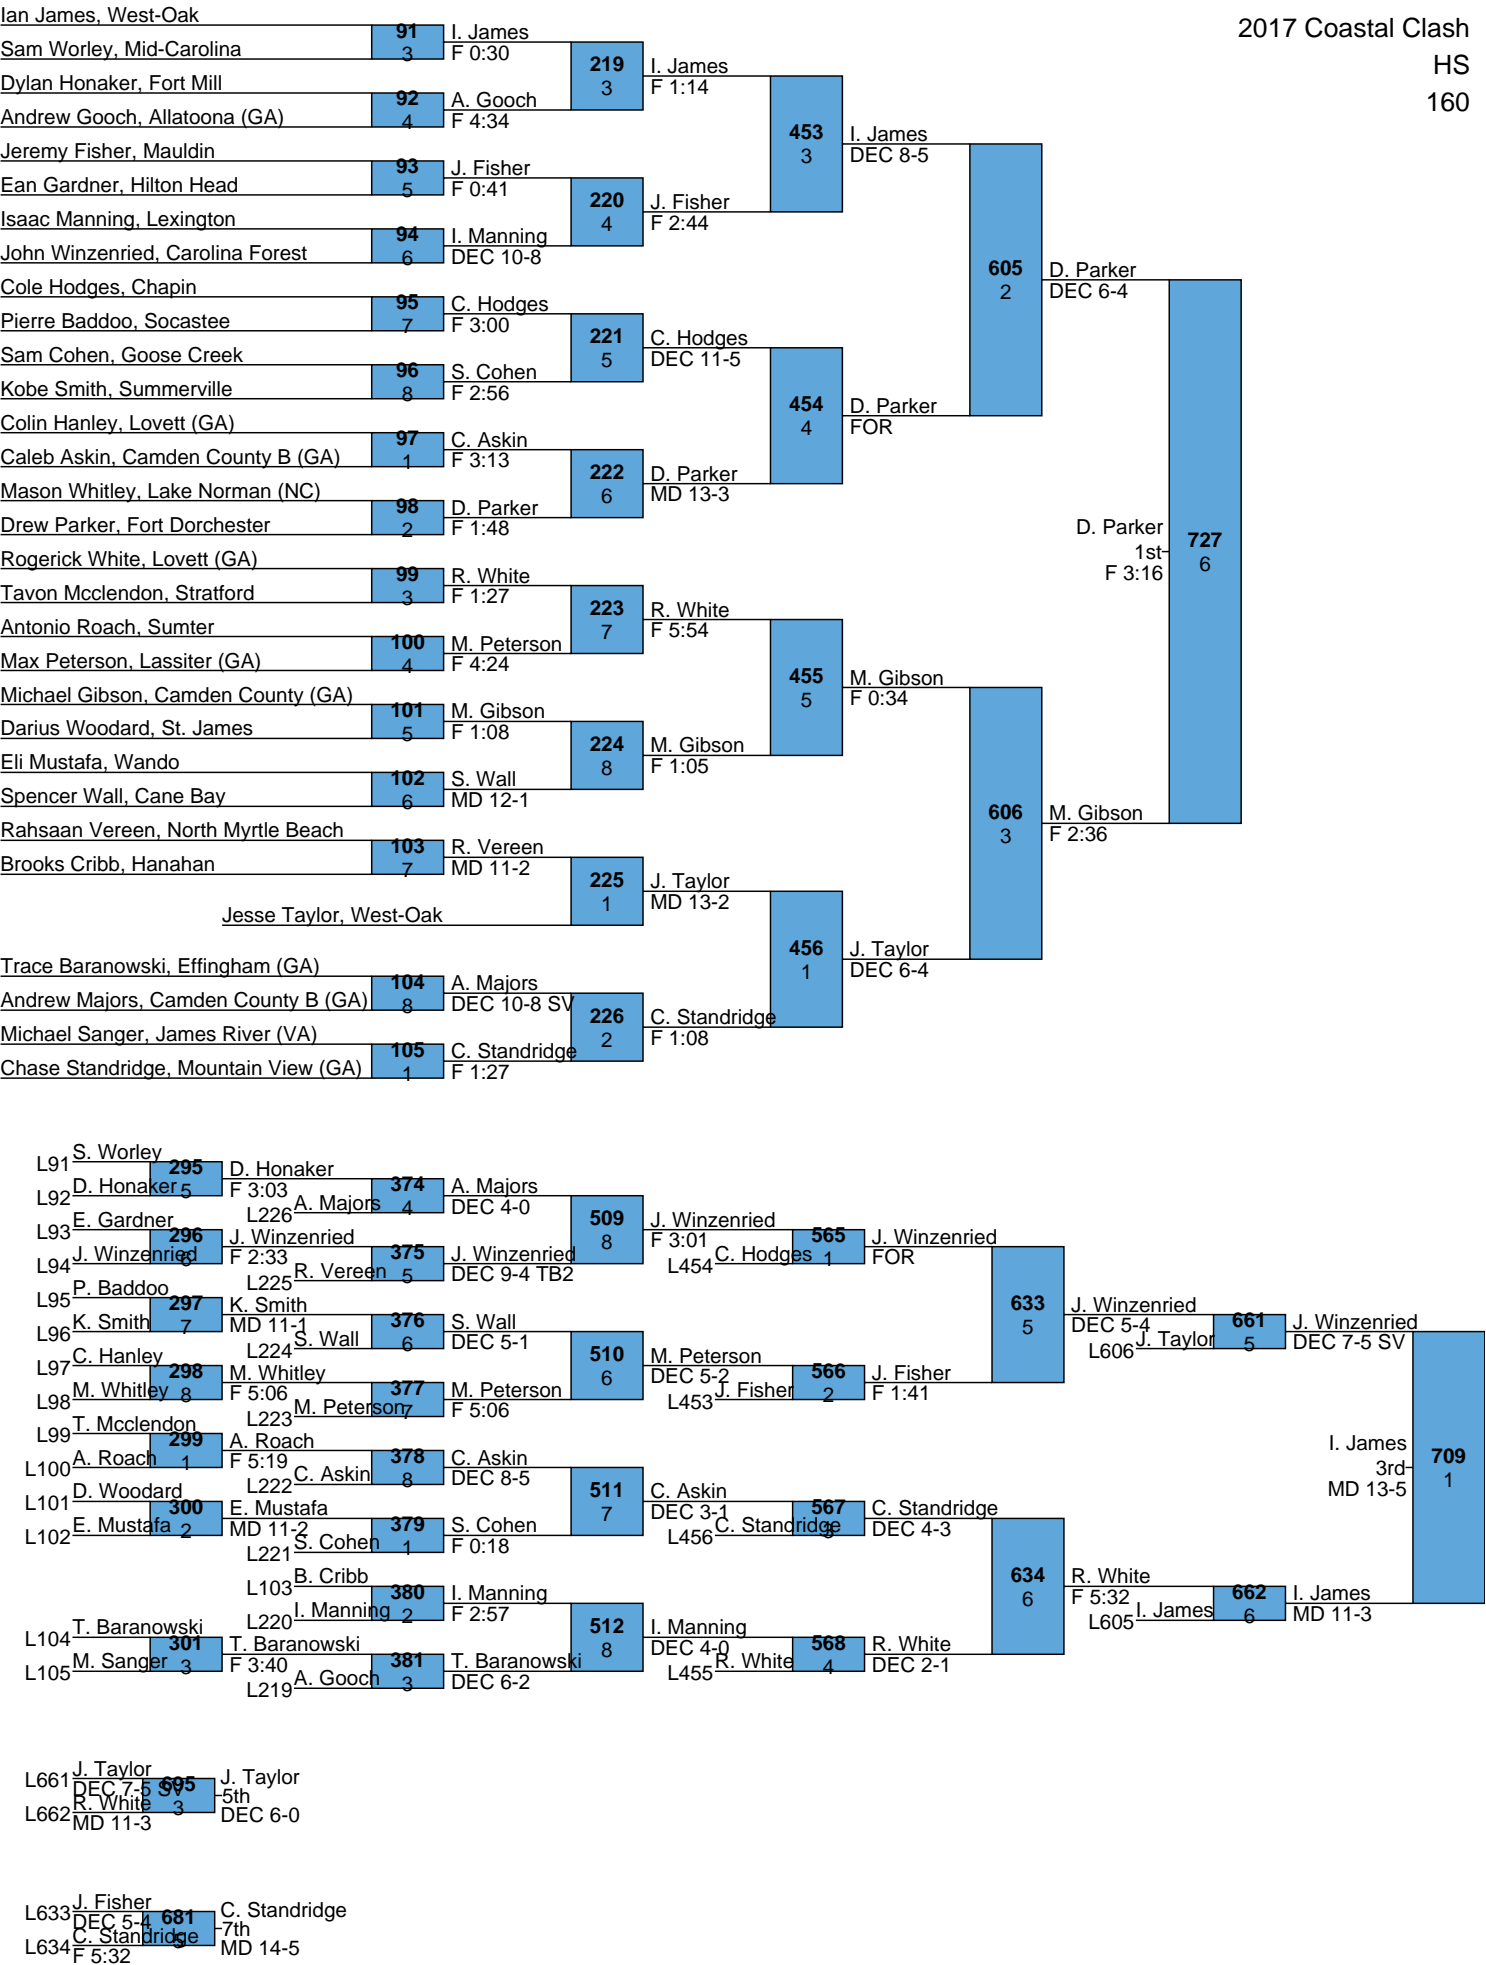 2017 Coastal Clash
HS
160
Ian James, West-Oak
Sam Worley, Mid-Carolina
Dylan Honaker, Fort Mill
Andrew Gooch, Allatoona (GA)
Jeremy Fisher, Mauldin
Ean Gardner, Hilton Head
Isaac Manning, Lexington
John Winzenried, Carolina Forest
Cole Hodges, Chapin
Pierre Baddoo, Socastee
Sam Cohen, Goose Creek
Kobe Smith, Summerville
Colin Hanley, Lovett (GA)
Caleb Askin, Camden County B (GA)
Mason Whitley, Lake Norman (NC)
Drew Parker, Fort Dorchester
Rogerick White, Lovett (GA)
Tavon Mcclendon, Stratford
Antonio Roach, Sumter
Max Peterson, Lassiter (GA)
Michael Gibson, Camden County (GA)
Darius Woodard, St. James
Eli Mustafa, Wando
Spencer Wall, Cane Bay
Rahsaan Vereen, North Myrtle Beach
Brooks Cribb, Hanahan
Jesse Taylor, West-Oak
Trace Baranowski, Effingham (GA)
Andrew Majors, Camden County B (GA)
Michael Sanger, James River (VA)
Chase Standridge, Mountain View (GA)
91
3
I. James
F 0:30
92
4
A. Gooch
F 4:34
93
5
J. Fisher
F 0:41
94
6
I. Manning
DEC 10-8
95
7
C. Hodges
F 3:00
96
8
S. Cohen
F 2:56
97
1
C. Askin
F 3:13
98
2
D. Parker
F 1:48
99
3
R. White
F 1:27
100
4
M. Peterson
F 4:24
101
5
M. Gibson
F 1:08
102
6
S. Wall
MD 12-1
103
7
R. Vereen
MD 11-2
104
8
A. Majors
DEC 10-8 SV
105
1
C. Standridge
F 1:27
219
3
I. James
F 1:14
220
4
J. Fisher
F 2:44
221
5
C. Hodges
DEC 11-5
222
6
D. Parker
MD 13-3
223
7
R. White
F 5:54
224
8
M. Gibson
F 1:05
225
1
J. Taylor
MD 13-2
226
2
C. Standridge
F 1:08
453
3
I. James
DEC 8-5
454
4
D. Parker
FOR
455
5
M. Gibson
F 0:34
456
1
J. Taylor
DEC 6-4
605
2
D. Parker
DEC 6-4
606
3
M. Gibson
F 2:36
D. Parker
1st
F 3:16
727
6
L91 S. Worley
L92 D. Honaker
295
5
D. Honaker
F 3:03
L93 E. Gardner
L94 J. Winzenried
296
6
J. Winzenried
F 2:33
L95 P. Baddoo
L96 K. Smith
297
7
K. Smith
MD 11-1
L97 C. Hanley
L98 M. Whitley
298
8
M. Whitley
F 5:06
L99 T. Mcclendon
L100 A. Roach
299
1
A. Roach
F 5:19
L101 D. Woodard
L102 E. Mustafa
300
2
E. Mustafa
MD 11-2
L104 T. Baranowski
L105 M. Sanger
301
3
T. Baranowski
F 3:40
L226 A. Majors
374
4
A. Majors
DEC 4-0
L225 R. Vereen
375
5
J. Winzenried
DEC 9-4 TB2
L224 S. Wall
376
6
S. Wall
DEC 5-1
L223 M. Peterson
377
7
M. Peterson
F 5:06
L222 C. Askin
378
8
C. Askin
DEC 8-5
L221 S. Cohen
379
1
S. Cohen
F 0:18
L103 B. Cribb
L220 I. Manning
380
2
I. Manning
F 2:57
L219 A. Gooch
381
3
T. Baranowski
DEC 6-2
509
8
J. Winzenried
F 3:01
510
6
M. Peterson
DEC 5-2
511
7
C. Askin
DEC 3-1
512
8
I. Manning
DEC 4-0
L454 C. Hodges
565
1
J. Winzenried
FOR
L453 J. Fisher
566
2
J. Fisher
F 1:41
L456 C. Standridge
567
3
C. Standridge
DEC 4-3
L455 R. White
568
4
R. White
DEC 2-1
633
5
J. Winzenried
DEC 5-4
634
6
R. White
F 5:32
L606 J. Taylor
661
5
J. Winzenried
DEC 7-5 SV
L605 I. James
662
6
I. James
MD 11-3
I. James
3rd
MD 13-5
709
1
L661 J. Taylor
DEC 7-5 SV
L662 R. White
MD 11-3
695
3
J. Taylor
5th
DEC 6-0
L633 J. Fisher
DEC 5-4
L634 C. Standridge
F 5:32
681
5
C. Standridge
7th
MD 14-5